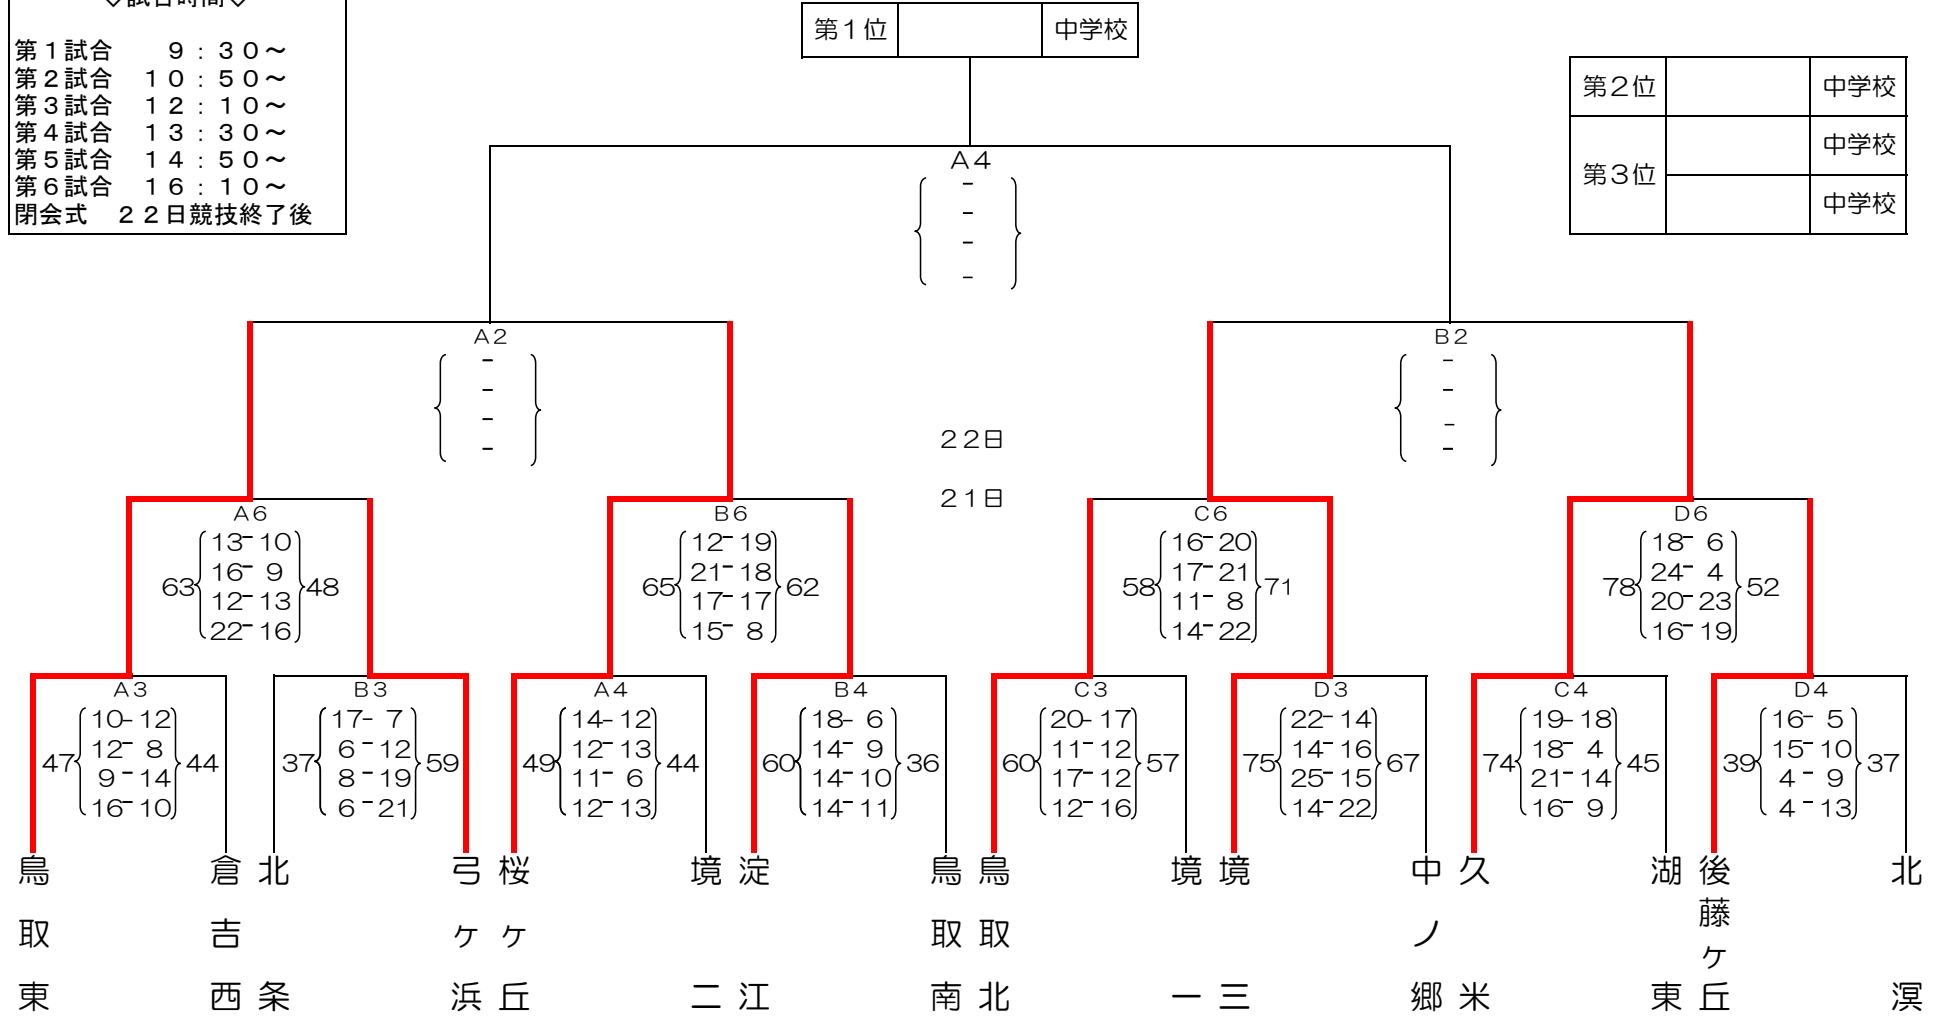 ◇試合時間◇
第１試合　　９：３０～
第２試合　１０：５０～
第３試合　１２：１０～
第４試合　１３：３０～
第５試合　１４：５０～
第６試合　１６：１０～
閉会式　２２日競技終了後
第１位　中学校
第２位　中学校
第３位　中学校
中学校
A4
-
-
-
-
A2
-
-
-
-
B2
-
-
-
-
22日
21日
A6
63 48
13-10
16-9
12-13
22-16
B6
65 62
12-19
21-18
17-17
15-8
C6
58 71
16-20
17-21
11-8
14-22
D6
78 52
18-6
24-4
20-23
16-19
A3
47 44
10-12
12-8
9-14
16-10
B3
37 59
17-7
6-12
8-19
6-21
A4
49 44
14-12
12-13
11-6
12-13
B4
60 36
18-6
14-9
14-10
14-11
C3
60 57
20-17
11-12
17-12
12-16
D3
75 67
22-14
14-16
25-15
14-22
C4
74 45
19-18
18-4
21-14
16-9
D4
39 37
16-5
15-10
4-9
4-13
鳥取東
倉吉西
北条
弓ヶ浜
桜ヶ丘
境二
淀江
鳥取南
鳥取北
境一
境三
中ノ郷
久米
湖東
後藤ヶ丘
北溟